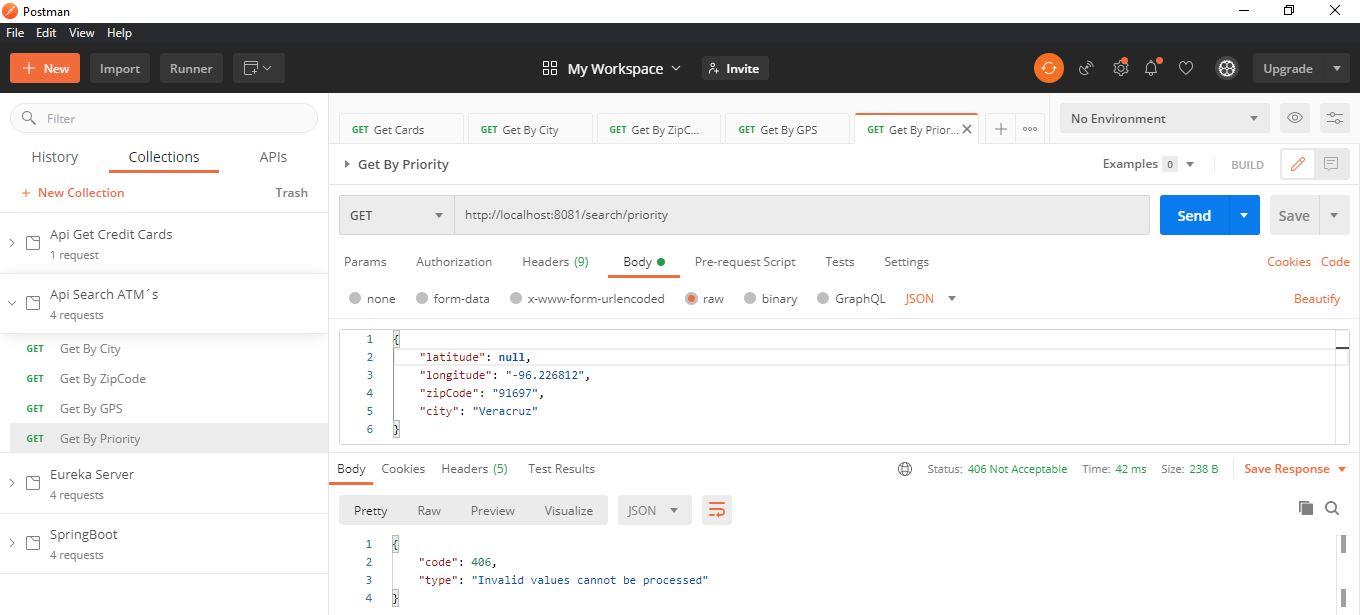 Postman
File Edit View Help
+ New Import Runner My Workspace Invite Upgrade
Filter
History Collections APIs
+ New Collection Trash
Api Get Credit Cards
1 request
Api Search ATM´s
4 requests
GET Get By City
GET Get By ZipCode
GET Get By GPS
GET Get By Priority
Eureka Server
4 requests
SpringBoot
4 requests
GET Get Cards GET Get By City GET Get By ZipC... GET Get By GPS GET Get By Prior... No Environment
Get By Priority Examples 0 BUILD
GET http://localhost:8081/search/priority Send Save
Params Authorization Headers (9) Body Pre-request Script Tests Settings Cookies Code
none form-data x-www-form-urlencoded raw binary GraphQL JSON Beautify
1 {
2 "latitude": null,
3 "longitude": "-96.226812",
4 "zipCode": "91697",
5 "city": "Veracruz"
6 }
Body Cookies Headers (5) Test Results Status: 406 Not Acceptable Time: 42 ms Size: 238 B Save Response
Pretty Raw Preview Visualize JSON
1 {
2 "code": 406,
3 "type": "Invalid values cannot be processed"
4 }